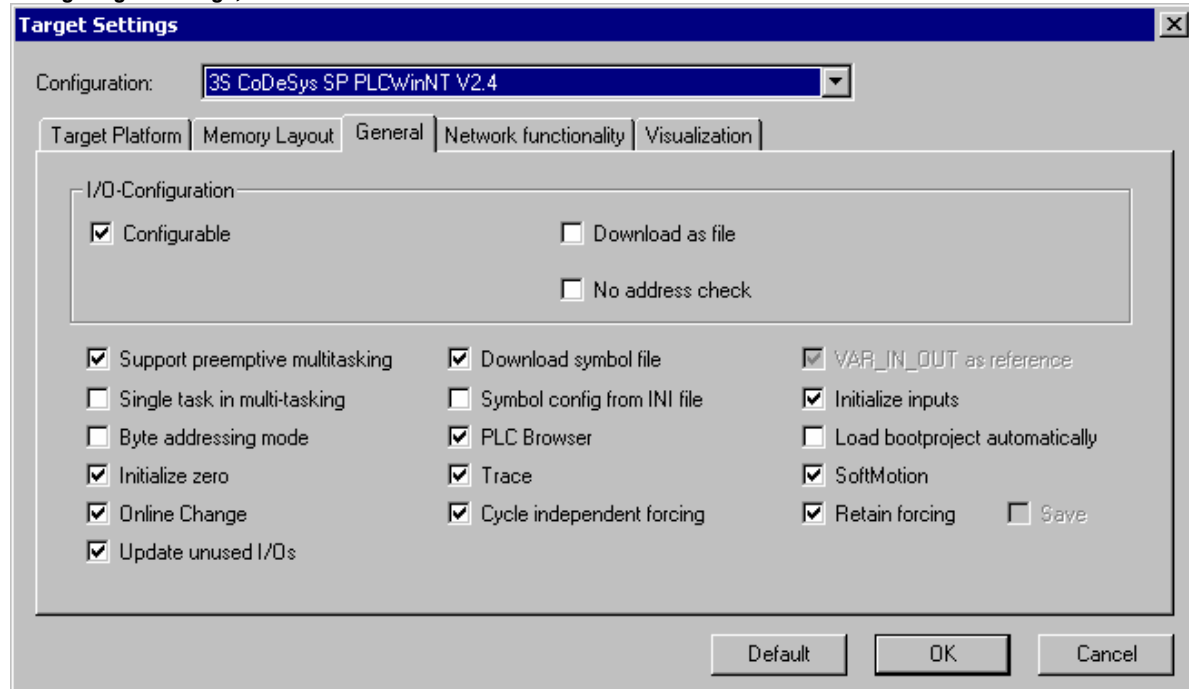 Target Settings
Configuration: 3S CoDeSys SP PLCWinNT V2.4
Target Platform Memory Layout General Network functionality Visualization
I/O-Configuration
Configurable Download as file
No address check
Support preemptive multitasking Download symbol file VAR_IN_OUT as reference
Single task in multi-tasking Symbol config from INI file Initialize inputs
Byte addressing mode PLC Browser Load bootproject automatically
Initialize zero Trace SoftMotion
Online Change Cycle independent forcing Retain forcing Save
Update unused I/Os
Default OK Cancel